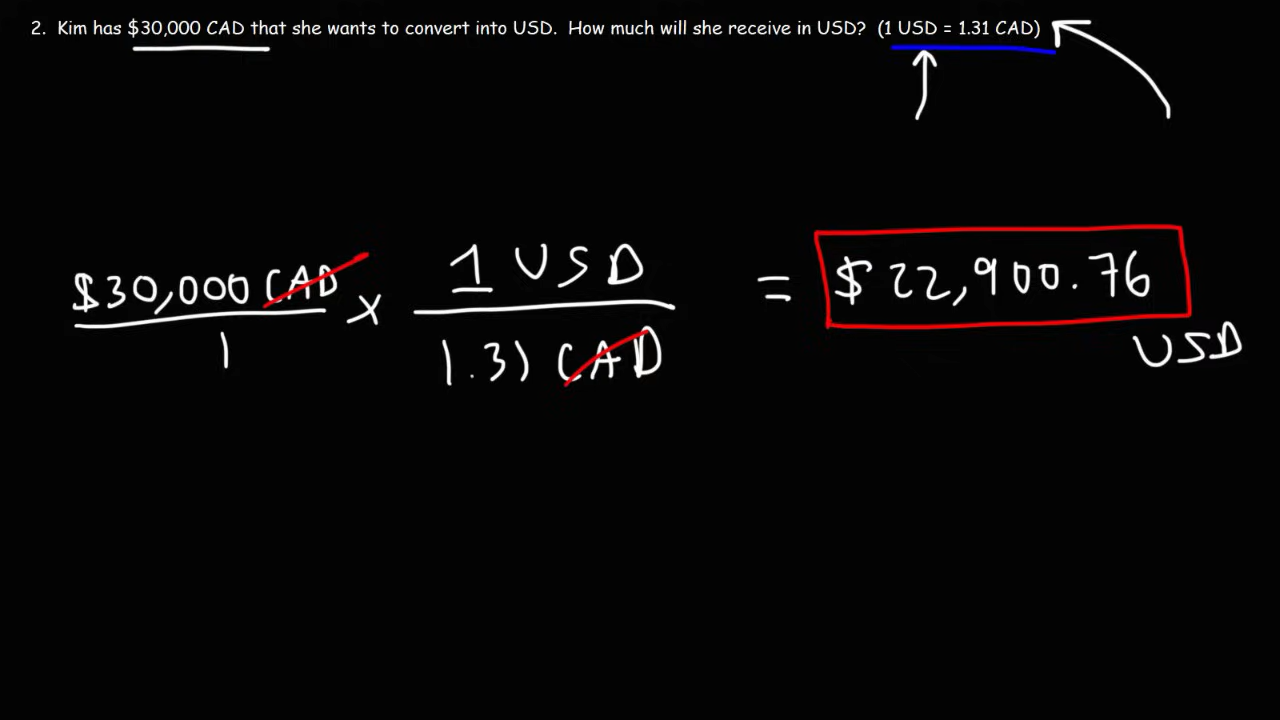 2. Kim has $30,000 CAD that she wants to convert into USD. How much will she receive in USD? (1 USD = 1.31 CAD)
$30,000 CAD × 1 USD = $22,900.76
1 1.31 CAD USD